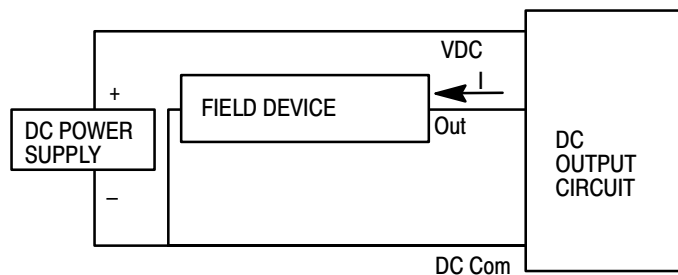 VDC
I
+
FIELD DEVICE
Out
DC POWER
SUPPLY
DC
OUTPUT
CIRCUIT
–
DC Com